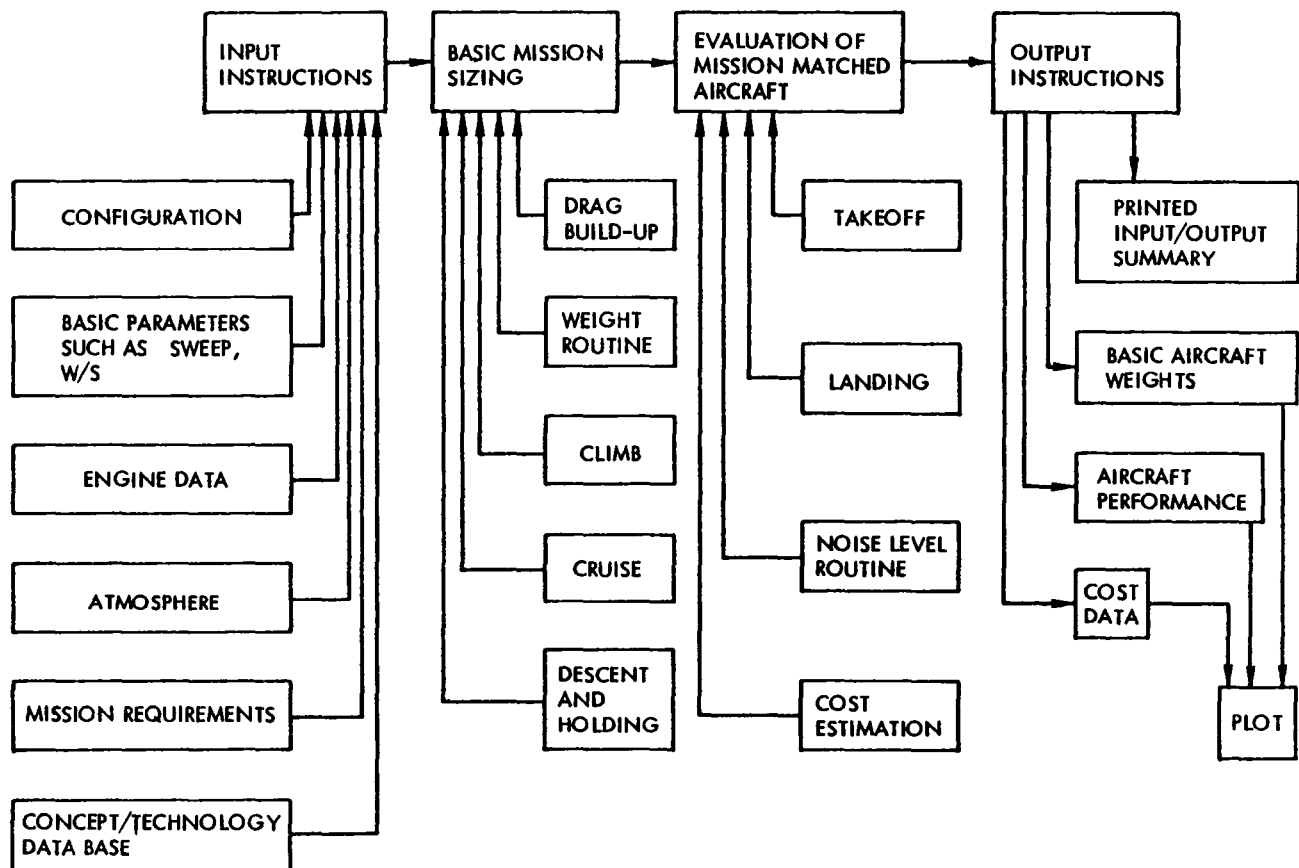 INPUT
INSTRUCTIONS
BASIC MISSION
SIZING
EVALUATION OF
MISSION MATCHED
AIRCRAFT
OUTPUT
INSTRUCTIONS
CONFIGURATION
BASIC PARAMETERS
SUCH AS SWEEP,
W/S
ENGINE DATA
ATMOSPHERE
MISSION REQUIREMENTS
CONCEPT/TECHNOLOGY
DATA BASE
DRAG
BUILD-UP
WEIGHT
ROUTINE
CLIMB
CRUISE
DESCENT
AND
HOLDING
TAKEOFF
LANDING
NOISE LEVEL
ROUTINE
COST
ESTIMATION
PRINTED
INPUT/OUTPUT
SUMMARY
BASIC AIRCRAFT
WEIGHTS
AIRCRAFT
PERFORMANCE
COST
DATA
PLOT